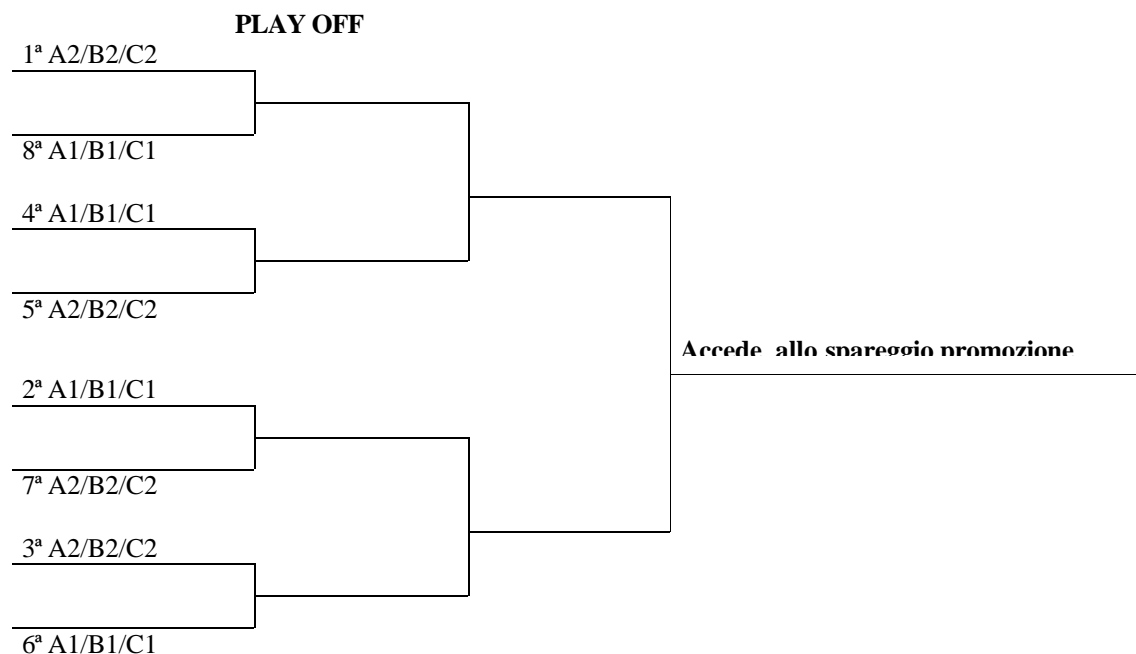 PLAY OFF
1ª A2/B2/C2
8ª A1/B1/C1
4ª A1/B1/C1
5ª A2/B2/C2
Accede allo spareggio promozione
2ª A1/B1/C1
7ª A2/B2/C2
3ª A2/B2/C2
6ª A1/B1/C1